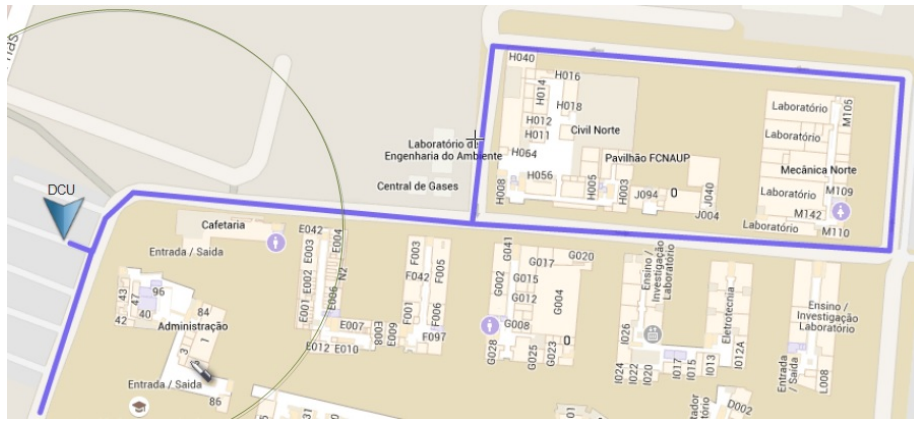 nas
DCU
Cafetaria
Entrada / Saida
43
47
96
40
42
84
Administração
3
1
Entrada / Saida
86
E042
E003
E004
E002
E001
E006
N2
E007
E008
E009
E012
E010
F003
F042
F005
F001
F006
F097
G041
G002
G017
G020
G015
G012
G004
G008
G028
G025
G023
0
H040
H014
H016
H018
H012
H011
Civil Norte
H064
H056
H008
H005
H003
Laboratório d
Engenharia do Ambiente
Central de Gases
Pavilhão FCNAUP
J094
0
J040
J004
Laboratório
M105
Laboratório
Mecânica Norte
Laboratório
M109
Laboratório
M142
Laboratório
M110
Ensino /
Investigação
Laboratório
I026
I024
I022
I020
I017
I015
I013
I012A
Eletrotecnia
Ensino /
Investigação
Laboratório
Entrada
/ Saida
L008
D002